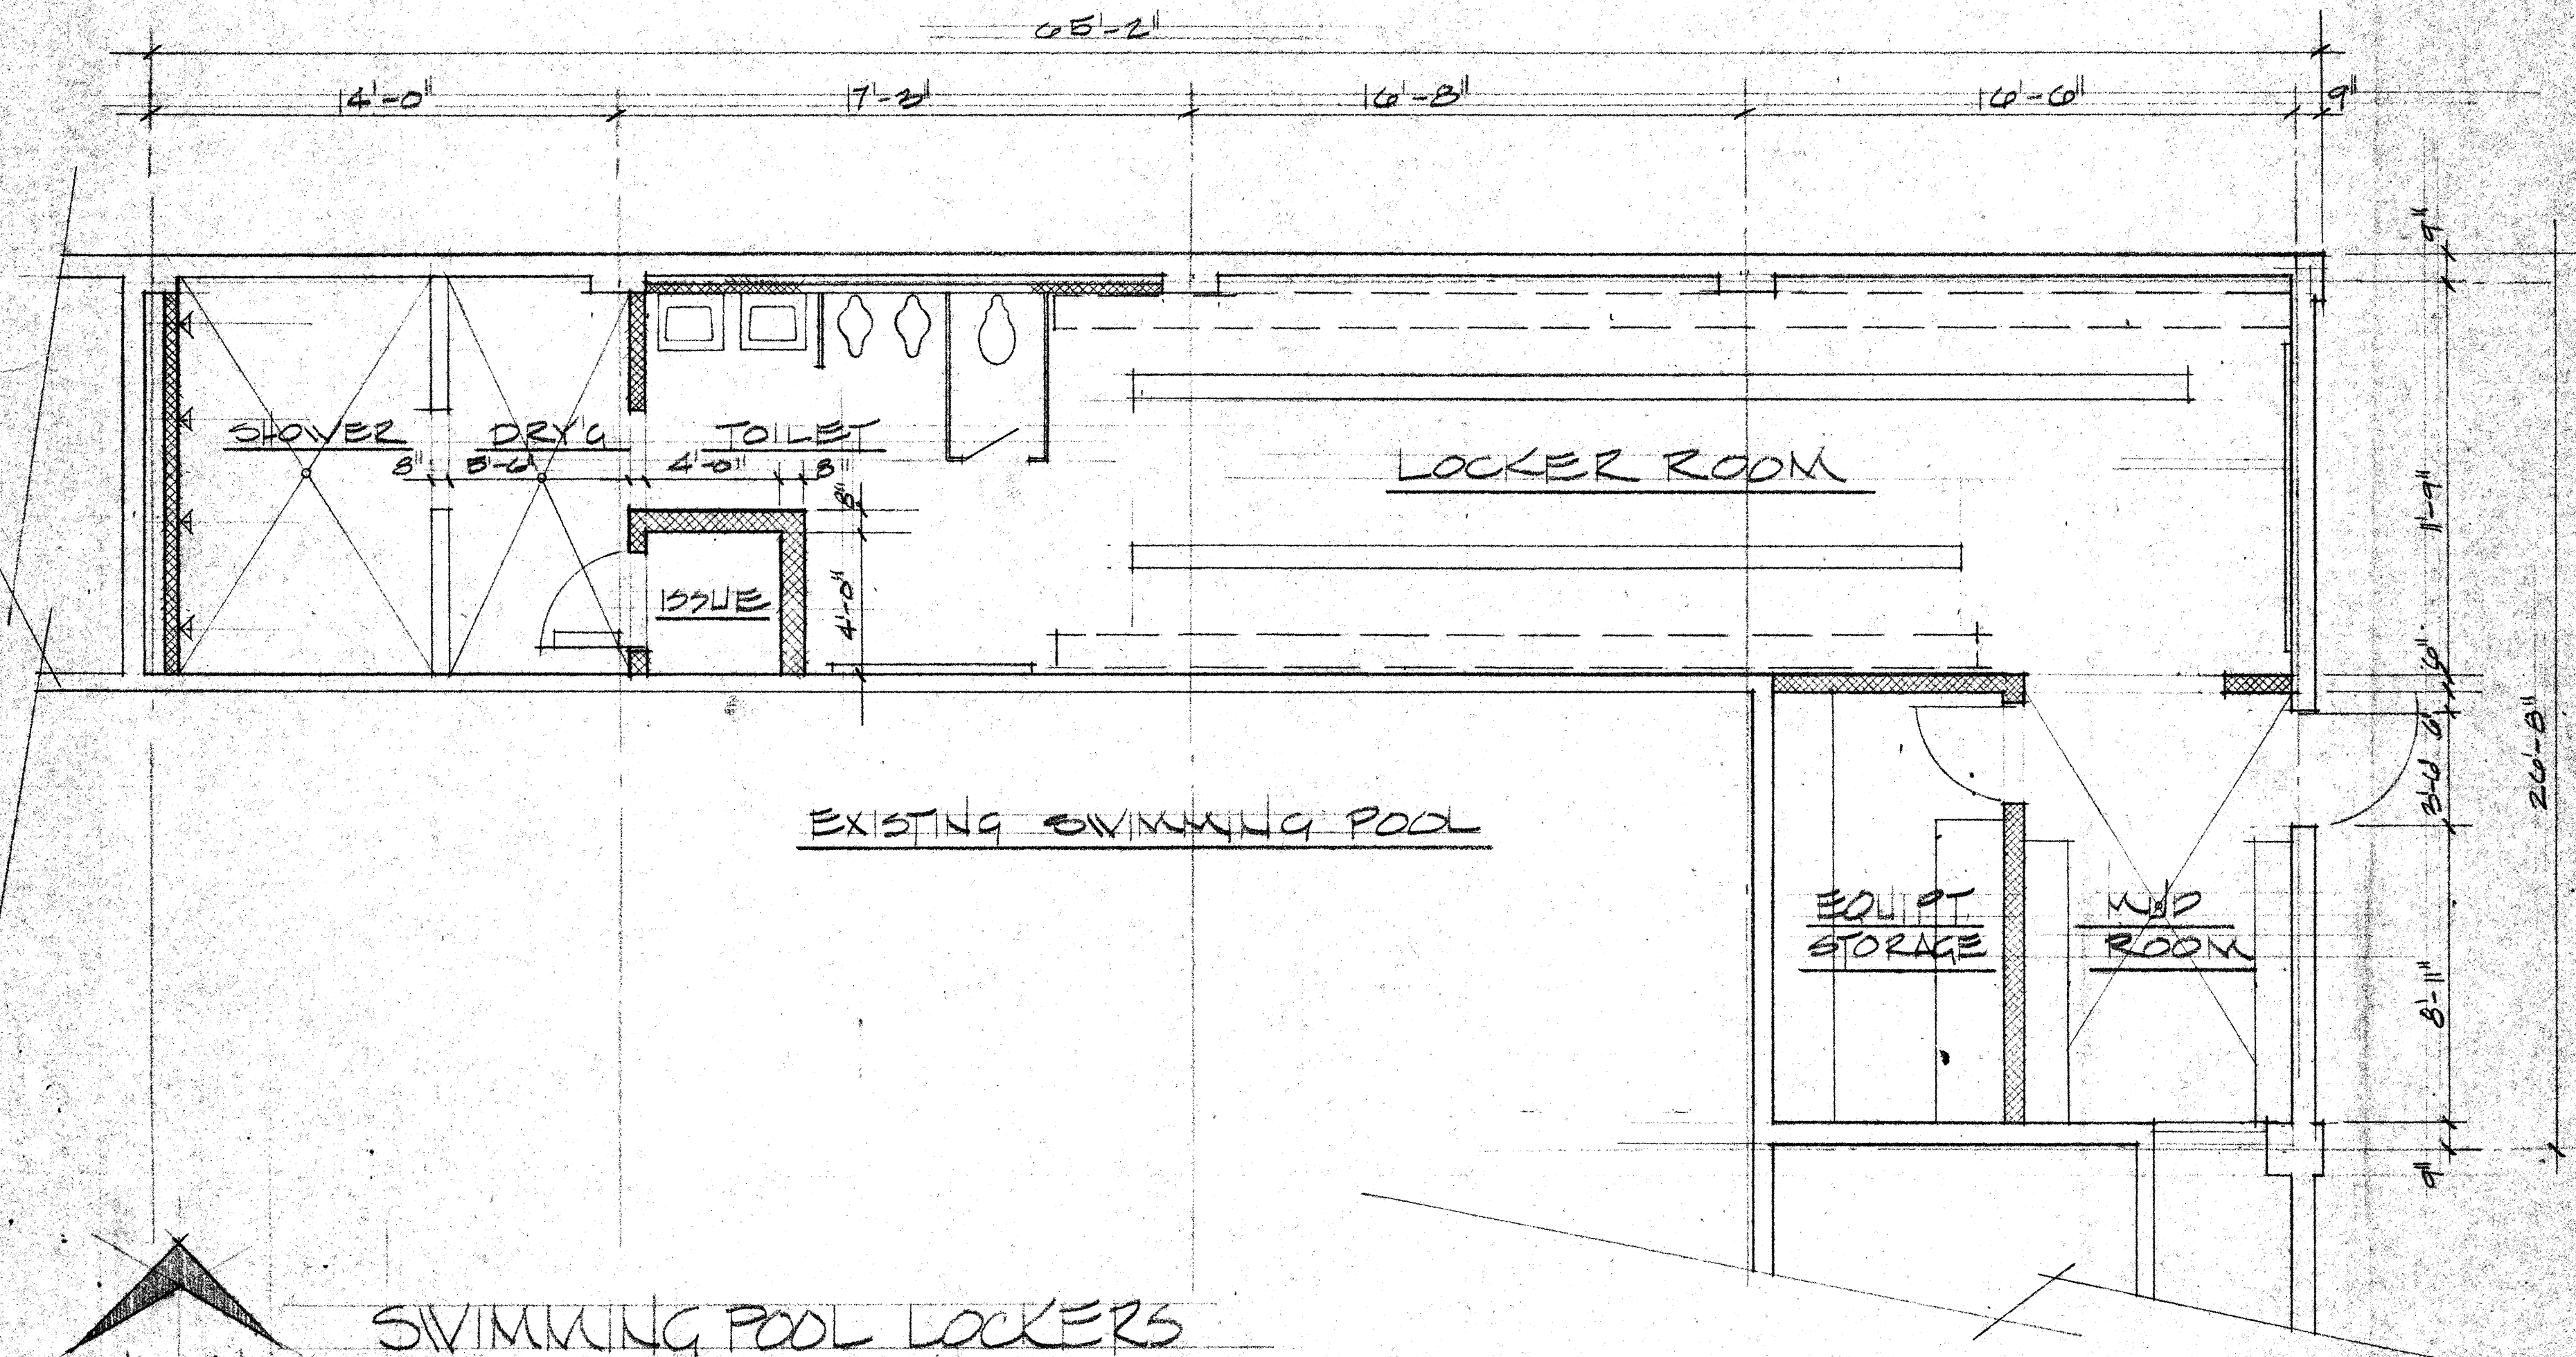 65'-2"
14'-0" 17'-3" 16'-8" 16'-6" 9"
9"
SHOWER DRY'G TOILET
LOCKER ROOM
8" 5'-6" 4'-0" 8"
8"
11'-9"
ISSUE
4'-0"
6"
6"
3'-6"
26'-8"
EXISTING SWIMMING POOL
EQUIPT. STORAGE
MUD ROOM
8'-11"
9"
SWIMMING POOL LOCKERS